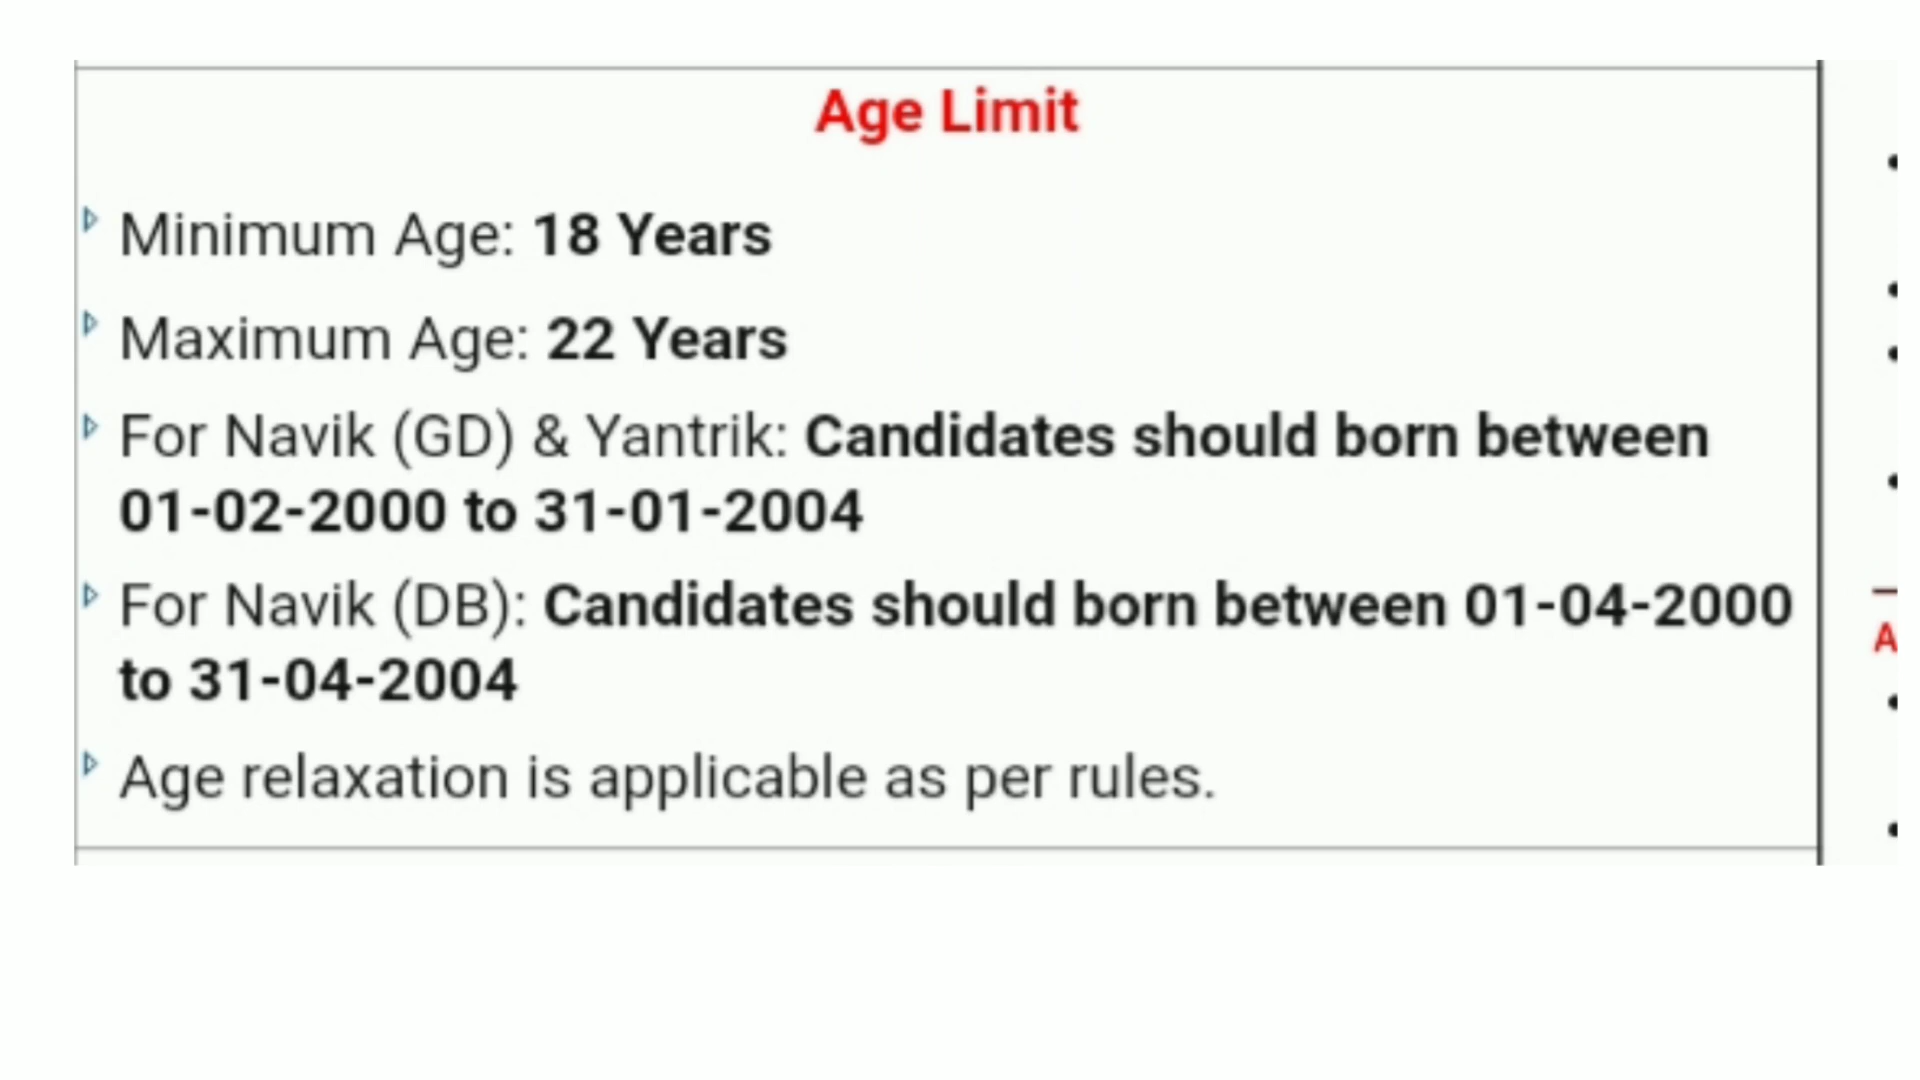 Age Limit
Minimum Age: 18 Years
Maximum Age: 22 Years
For Navik (GD) & Yantrik: Candidates should born between
01-02-2000 to 31-01-2004
For Navik (DB): Candidates should born between 01-04-2000
to 31-04-2004
A
Age relaxation is applicable as per rules.